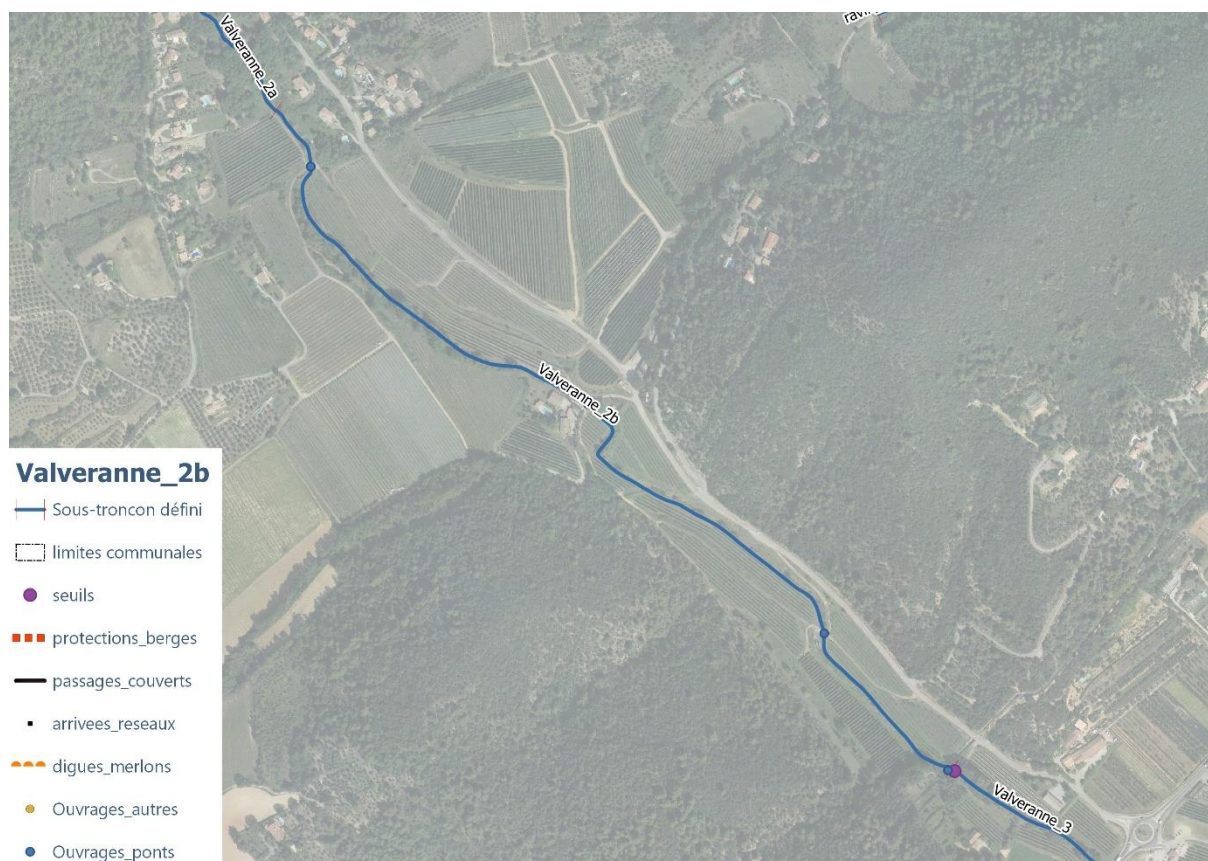 Valveranne_2a
Valveranne_2b
Valveranne_3
Valveranne_2b
Sous-troncon défini
limites communales
seuils
protections_berges
passages_couverts
arrivees_reseaux
digues_merlons
Ouvrages_autres
Ouvrages_ponts